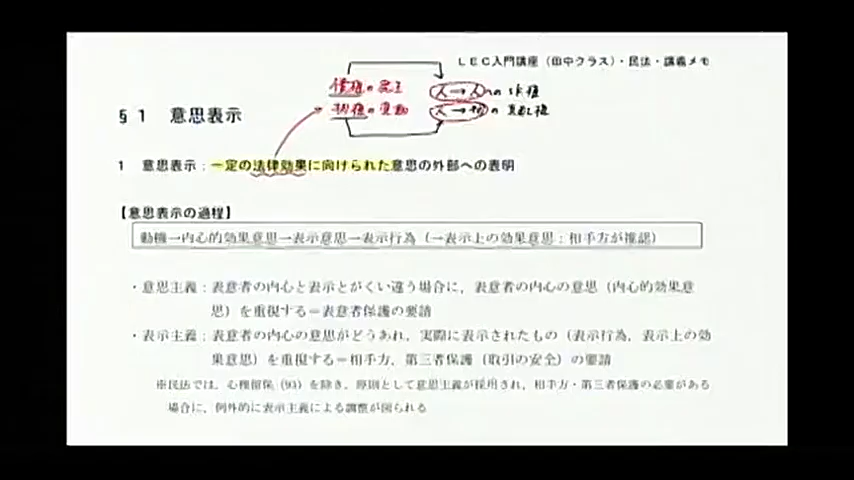 LEC入門講座（田中クラス）・民法・講義メモ
債権の発生 人→人への請求権
物権の変動 人→物の支配権
§1 意思表示
1 意思表示：一定の法律効果に向けられた意思の外部への表明
【意思表示の過程】
動機→内心的効果意思→表示意思→表示行為（→表示上の効果意思：相手方が推認）
・意思主義：表意者の内心と表示とがくい違う場合に，表意者の内心の意思（内心的効果意
思）を重視する＝表意者保護の要請
・表示主義：表意者の内心の意思がどうあれ，実際に表示されたもの（表示行為，表示上の効
果意思）を重視する＝相手方，第三者保護（取引の安全）の要請
※民法では，心裡留保（93）を除き，原則として意思主義が採用され，相手方・第三者保護の必要がある
場合に，例外的に表示主義による調整が図られる